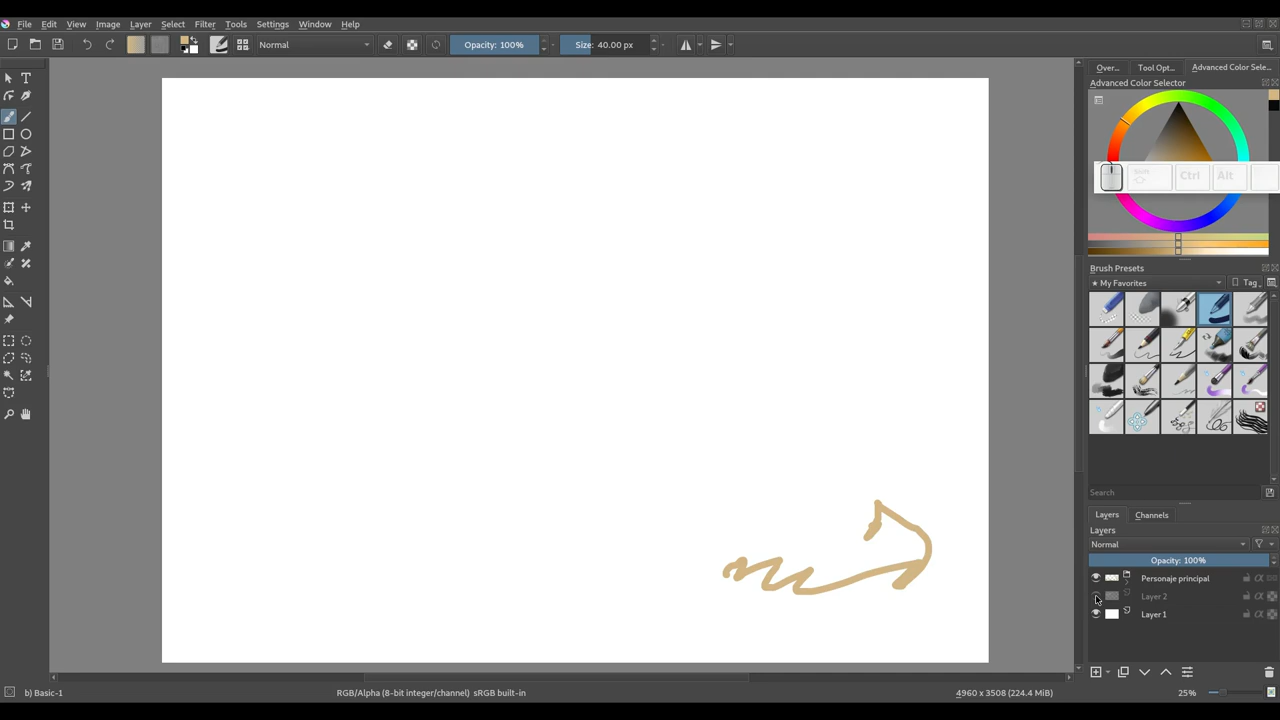 File Edit View Image Layer Select Filter Tools Settings Window Help
Normal Opacity: 100% Size: 40.00 px
Over... Tool Opt... Advanced Color Sele...
Advanced Color Selector
Shift Ctrl Alt
Brush Presets
★ My Favorites Tag
Search
Layers Channels
Layers
Normal
Opacity: 100%
Personaje principal
Layer 2
Layer 1
b) Basic-1 RGB/Alpha (8-bit integer/channel) sRGB built-in 4960 x 3508 (224.4 MiB) 25%